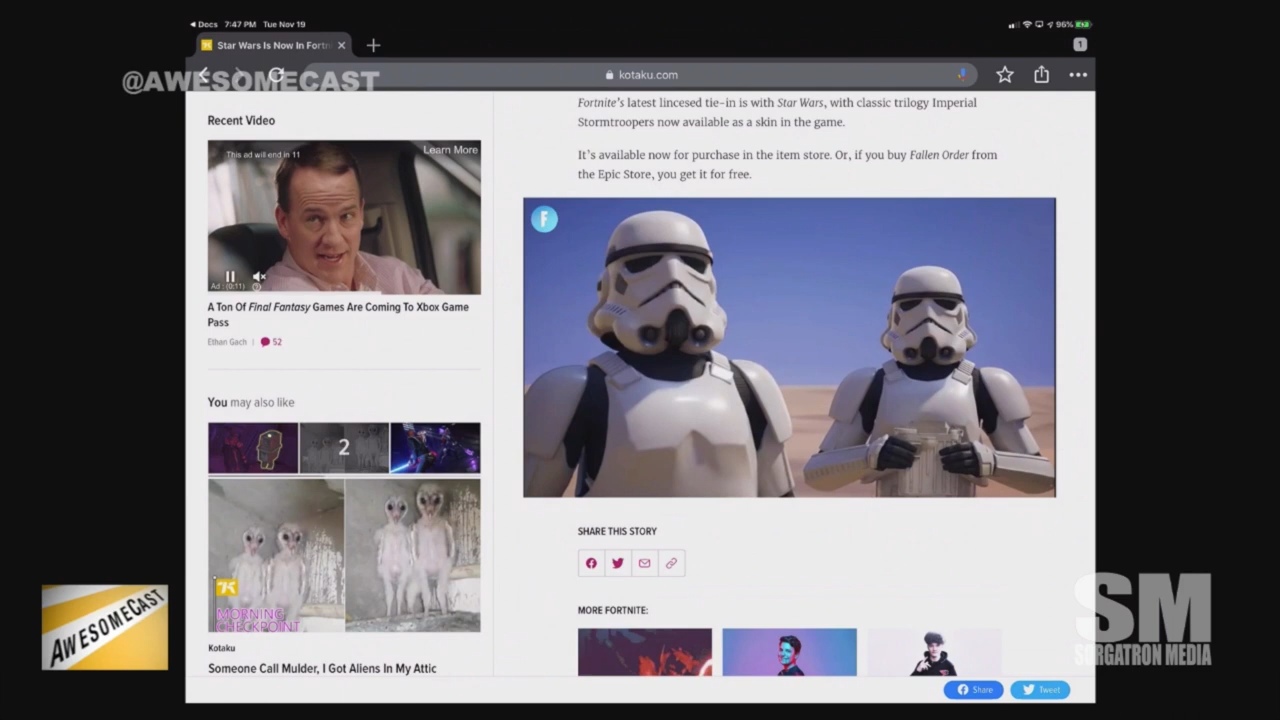 Docs 7:47 PM Tue Nov 19
96%
Star Wars Is Now In Fortn
1
@AWESOMECAST
kotaku.com
Recent Video
This ad will end in 11
Learn More
Ad : (0:11)
A Ton Of Final Fantasy Games Are Coming To Xbox Game
Pass
Ethan Gach | 52
You may also like
2
MORNING
CHECKPOINT
Kotaku
Someone Call Mulder, I Got Aliens In My Attic
Fortnite's latest lincesed tie-in is with Star Wars, with classic trilogy Imperial
Stormtroopers now available as a skin in the game.
It's available now for purchase in the item store. Or, if you buy Fallen Order from
the Epic Store, you get it for free.
F
SHARE THIS STORY
MORE FORTNITE:
Share
Tweet
AWESOMECAST
SM
SORGATRON MEDIA